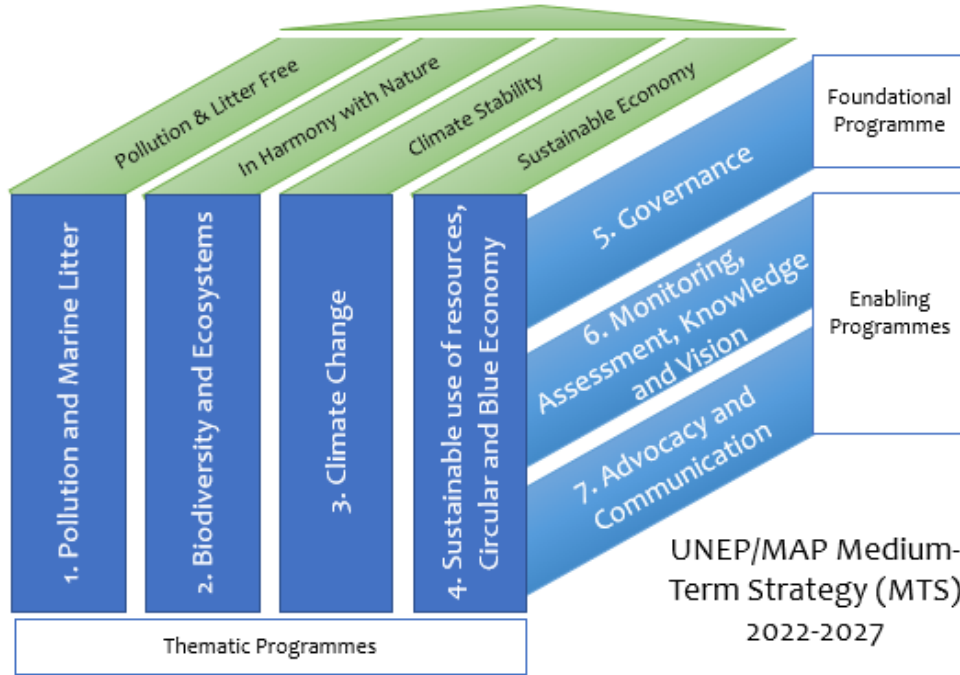 Pollution & Litter Free
In Harmony with Nature
Climate Stability
Sustainable Economy
1. Pollution and Marine Litter
2. Biodiversity and Ecosystems
3. Climate Change
4. Sustainable use of resources,
Circular and Blue Economy
5. Governance
6. Monitoring,
Assessment, Knowledge
and Vision
7. Advocacy and
Communication
Foundational
Programme
Enabling
Programmes
Thematic Programmes
UNEP/MAP Medium-
Term Strategy (MTS)
2022-2027